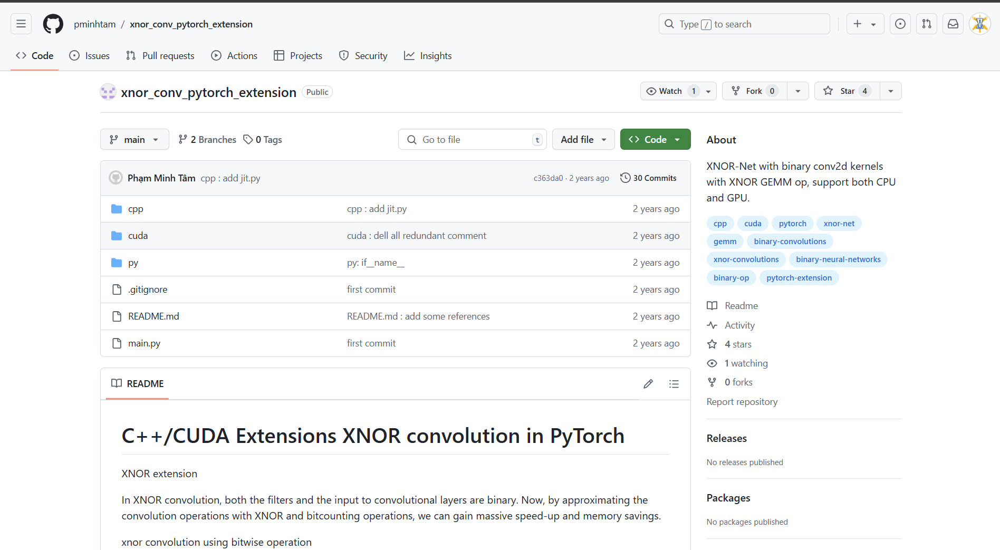 pminhtam / xnor_conv_pytorch_extension
Type / to search
Code Issues Pull requests Actions Projects Security Insights
xnor_conv_pytorch_extension Public
Watch 1 Fork 0 Star 4
main 2 Branches 0 Tags
Go to file t
Add file
Code
Phạm Minh Tâm cpp : add jit.py c363da0 · 2 years ago 30 Commits
cpp cpp : add jit.py 2 years ago
cuda cuda : dell all redundant comment 2 years ago
py py: if__name__ 2 years ago
.gitignore first commit 2 years ago
README.md README.md : add some references 2 years ago
main.py first commit 2 years ago
README
C++/CUDA Extensions XNOR convolution in PyTorch
XNOR extension
In XNOR convolution, both the filters and the input to convolutional layers are binary. Now, by approximating the
convolution operations with XNOR and bitcounting operations, we can gain massive speed-up and memory savings.
xnor convolution using bitwise operation
About
XNOR-Net with binary conv2d kernels
with XNOR GEMM op, support both CPU
and GPU.
cpp cuda pytorch xnor-net
gemm binary-convolutions
xnor-convolutions binary-neural-networks
binary-op pytorch-extension
Readme
Activity
4 stars
1 watching
0 forks
Report repository
Releases
No releases published
Packages
No packages published